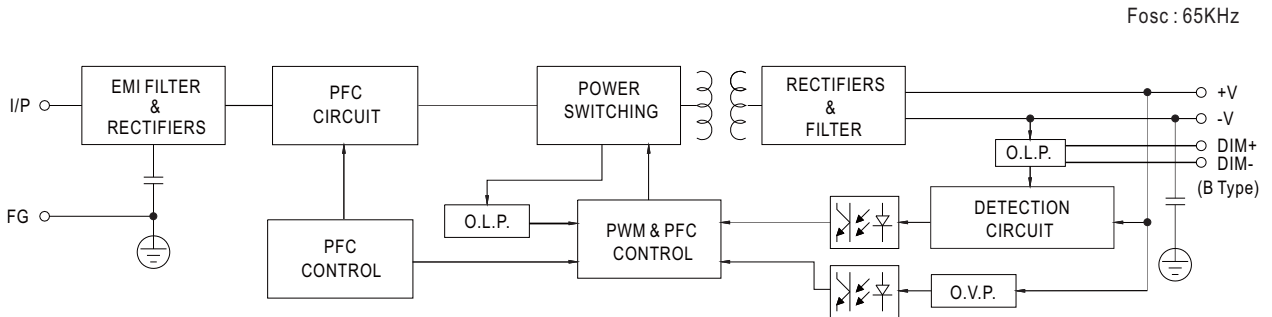 Fosc : 65KHz
I/P
EMI FILTER
&
RECTIFIERS
PFC
CIRCUIT
POWER
SWITCHING
RECTIFIERS
&
FILTER
+V
-V
DIM+
DIM-
(B Type)
O.L.P.
FG
O.L.P.
PFC
CONTROL
PWM & PFC
CONTROL
DETECTION
CIRCUIT
O.V.P.